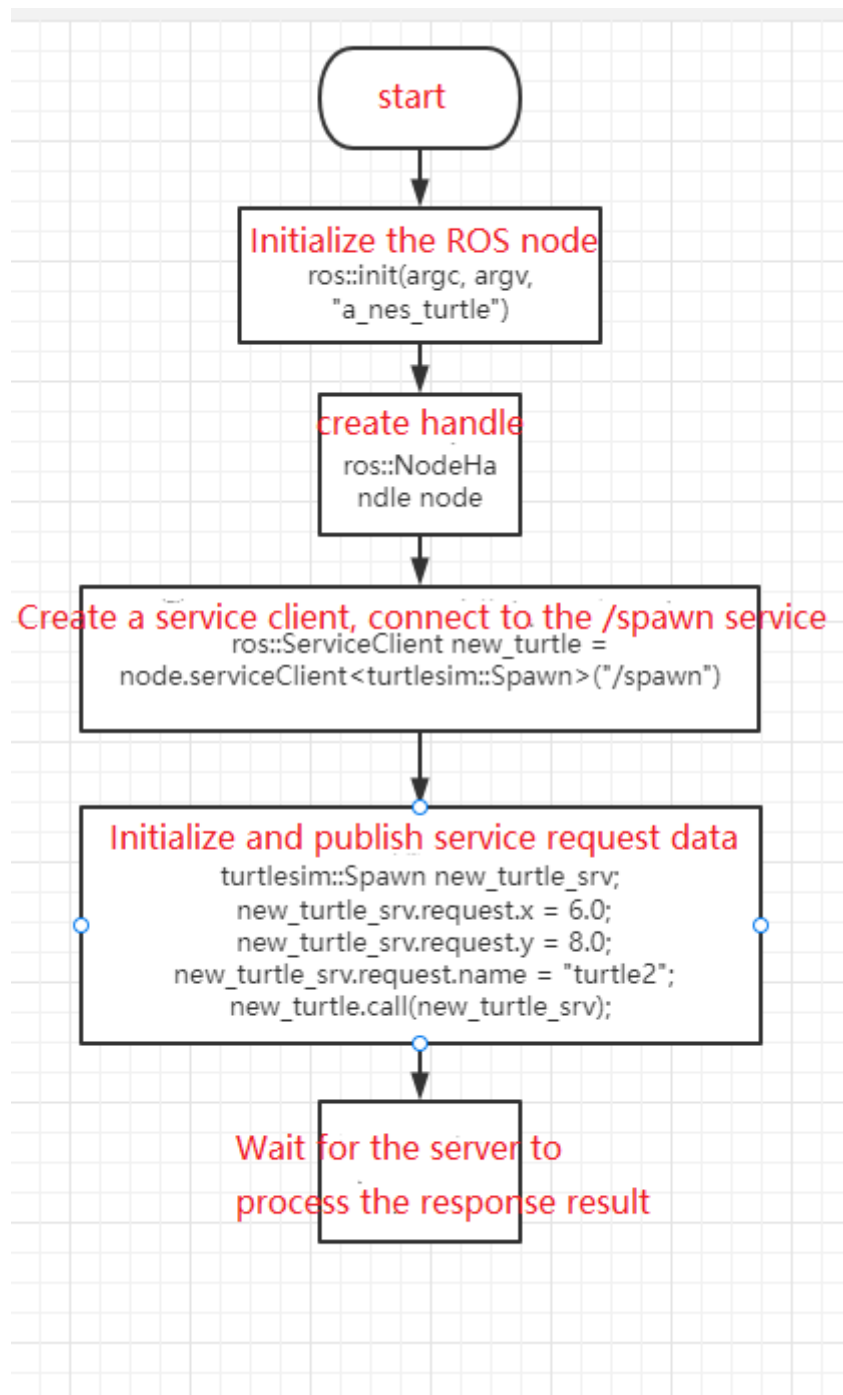 start
Initialize the ROS node
ros::init(argc, argv,
"a_nes_turtle")
create handle
ros::NodeHa
ndle node
Create a service client, connect to the /spawn service
ros::ServiceClient new_turtle =
node.serviceClient<turtlesim::Spawn>("/spawn")
Initialize and publish service request data
turtlesim::Spawn new_turtle_srv;
new_turtle_srv.request.x = 6.0;
new_turtle_srv.request.y = 8.0;
new_turtle_srv.request.name = "turtle2";
new_turtle.call(new_turtle_srv);
Wait for the server to
process the response result